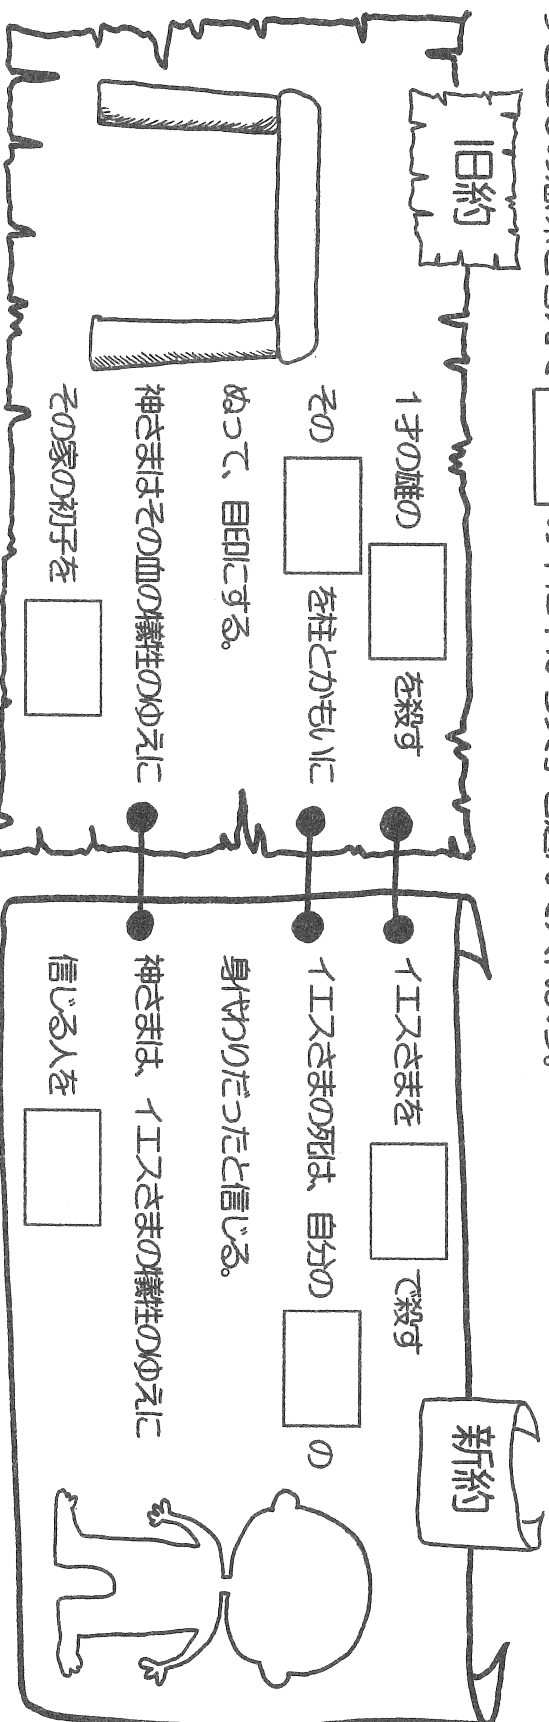 旧約
1才の雄の を殺す
その を柱とかもいに
ぬって、目印にする。
神さまはその血の犠牲のゆえに
その家の初子を
新約
イエスさまを で殺す
イエスさまの死は、自分の の
身代わりだったと信じる。
神さまは、イエスさまの犠牲のゆえに
信じる人を